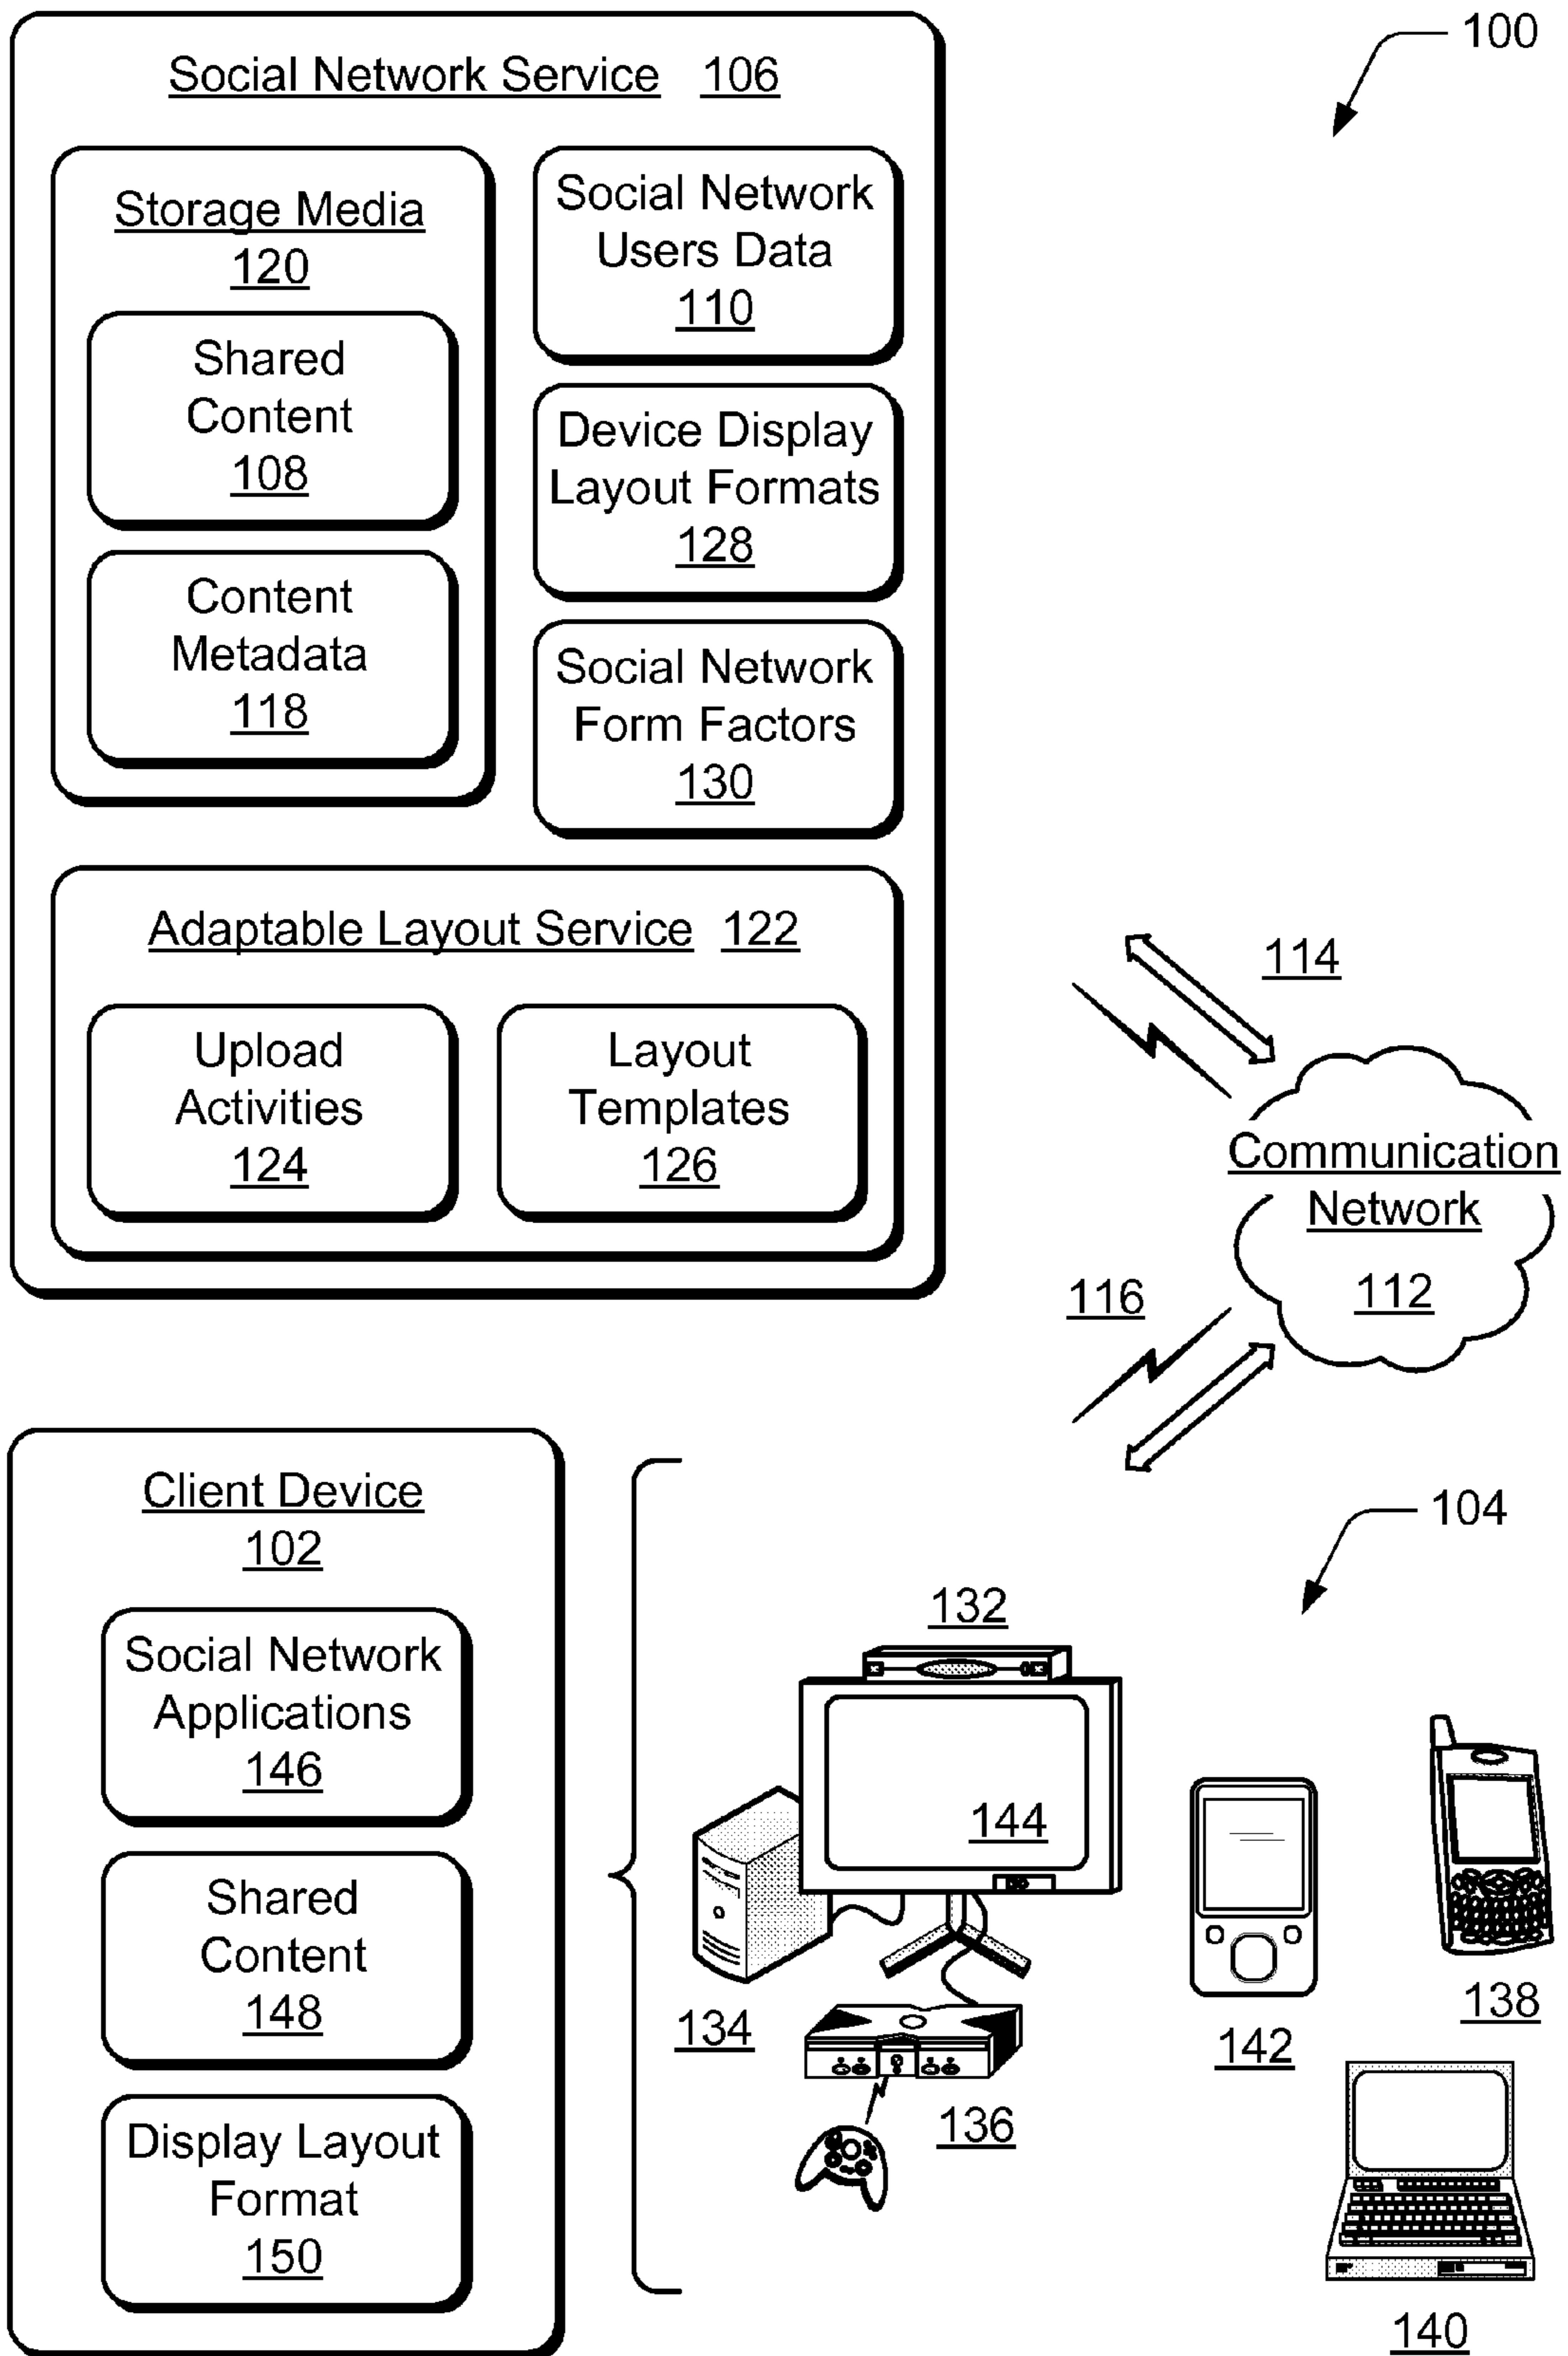 100
Social Network Service 106
Storage Media
120
Shared
Content
108
Content
Metadata
118
Social Network
Users Data
110
Device Display
Layout Formats
128
Social Network
Form Factors
130
Adaptable Layout Service 122
Upload
Activities
124
Layout
Templates
126
114
Communication
Network
112
116
Client Device
102
Social Network
Applications
146
Shared
Content
148
Display Layout
Format
150
104
132
144
134
136
142
138
140